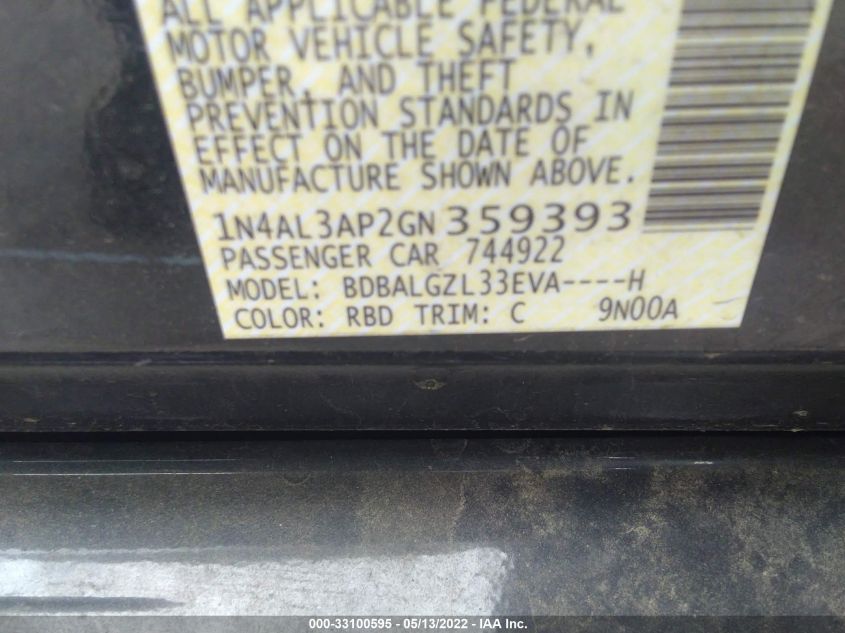 ALL APPLICABLE FEDERAL
MOTOR VEHICLE SAFETY,
BUMPER, AND THEFT
PREVENTION STANDARDS IN
EFFECT ON THE DATE OF
MANUFACTURE SHOWN ABOVE.
1N4AL3AP2GN359393
PASSENGER CAR 744922
MODEL: BDBALGZL33EVA----H
COLOR: RBD TRIM: C 9N00A
000-33100595 - 05/13/2022 - IAA Inc.